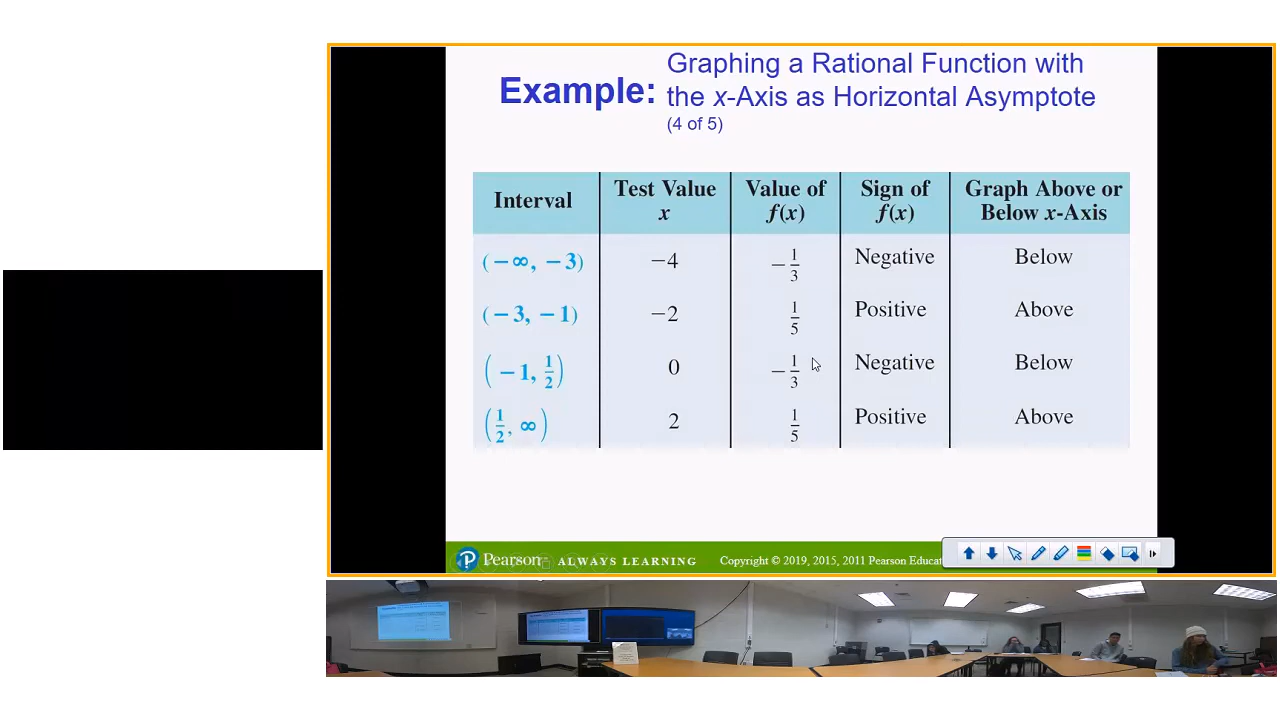 Example: Graphing a Rational Function with
the x-Axis as Horizontal Asymptote
(4 of 5)
Interval | Test Value x | Value of f(x) | Sign of f(x) | Graph Above or Below x-Axis
(−∞, −3) | −4 | −1/3 | Negative | Below
(−3, −1) | −2 | 1/5 | Positive | Above
(−1, 1/2) | 0 | −1/3 | Negative | Below
(1/2, ∞) | 2 | 1/5 | Positive | Above
P Pearson ALWAYS LEARNING Copyright © 2019, 2015, 2011 Pearson Educat